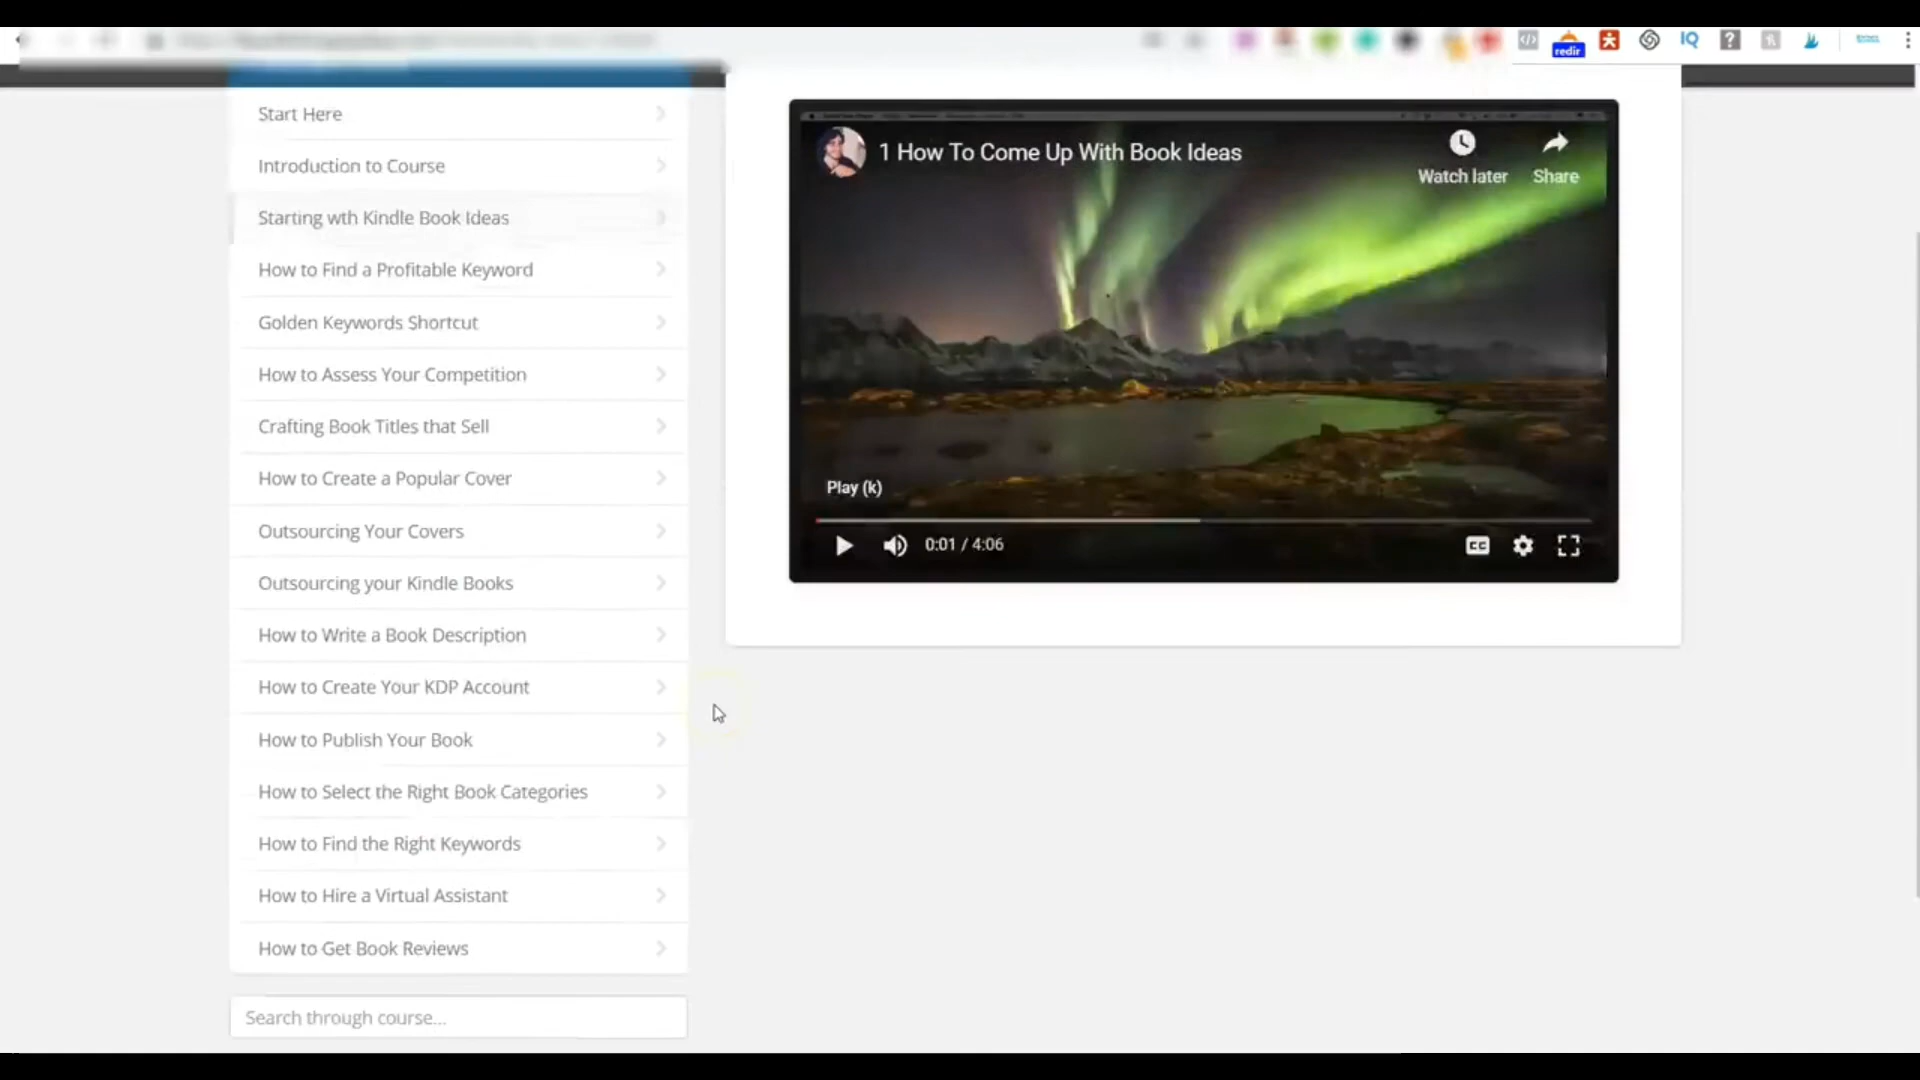 redir
IQ
Start Here
Introduction to Course
Starting wth Kindle Book Ideas
How to Find a Profitable Keyword
Golden Keywords Shortcut
How to Assess Your Competition
Crafting Book Titles that Sell
How to Create a Popular Cover
Outsourcing Your Covers
Outsourcing your Kindle Books
How to Write a Book Description
How to Create Your KDP Account
How to Publish Your Book
How to Select the Right Book Categories
How to Find the Right Keywords
How to Hire a Virtual Assistant
How to Get Book Reviews
Search through course...
1 How To Come Up With Book Ideas
Watch later
Share
Play (k)
0:01 / 4:06
CC